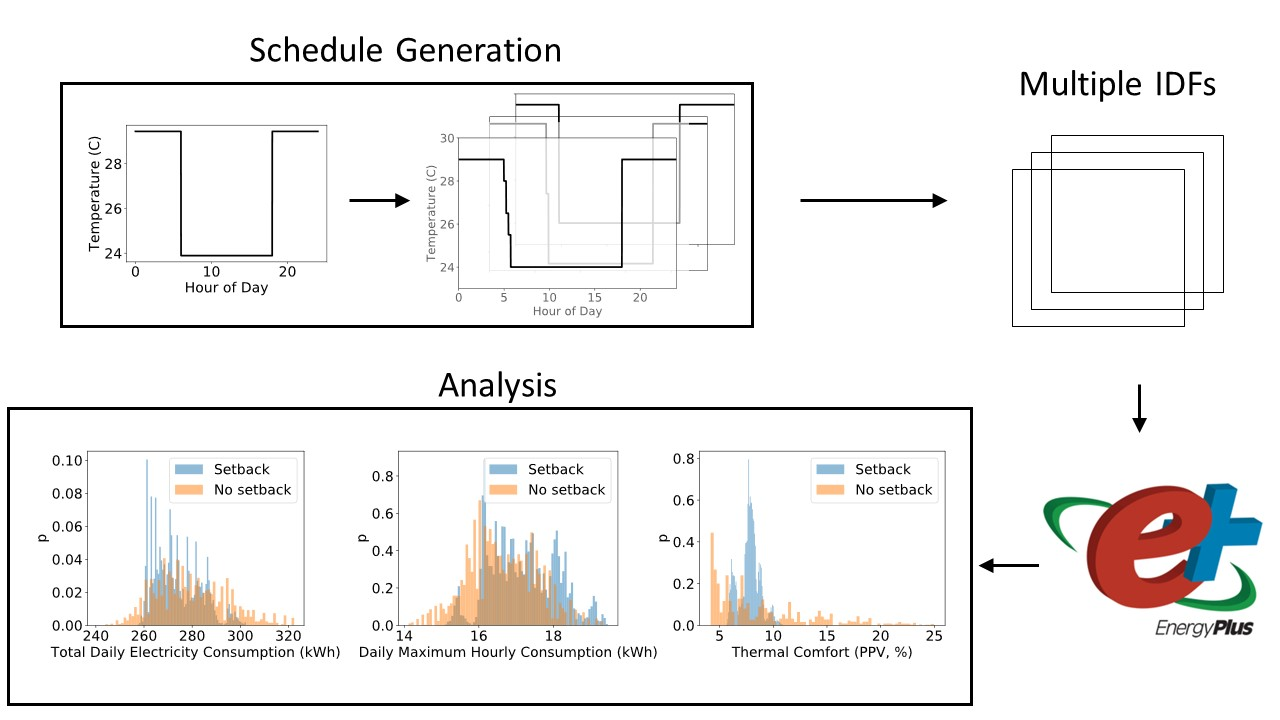 Schedule Generation
Multiple IDFs
28
26
24
Temperature (C)
0 10 20
Hour of Day
30
28
26
24
Temperature (C)
0 5 10 15 20
Hour of Day
Analysis
0.10
0.08
0.06
0.04
0.02
0.00
p
Setback
No setback
240 260 280 300 320
Total Daily Electricity Consumption (kWh)
0.8
0.6
0.4
0.2
0.0
p
Setback
No setback
14 16 18
Daily Maximum Hourly Consumption (kWh)
0.8
0.6
0.4
0.2
0.0
p
Setback
No setback
5 10 15 20 25
Thermal Comfort (PPV, %)
e+
EnergyPlus